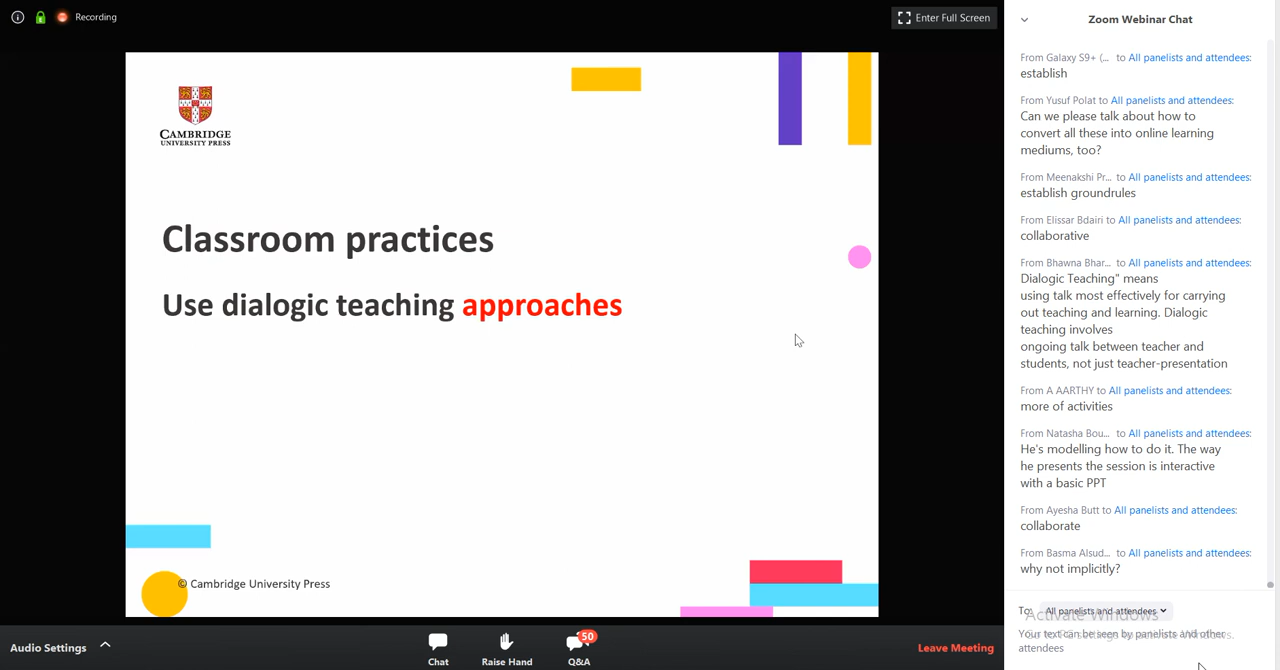 Recording
Enter Full Screen
CAMBRIDGE
UNIVERSITY PRESS
Classroom practices
Use dialogic teaching approaches
© Cambridge University Press
Audio Settings
Chat
Raise Hand
50
Q&A
Leave Meeting
Zoom Webinar Chat
From Galaxy S9+ (... to All panelists and attendees:
establish
From Yusuf Polat to All panelists and attendees:
Can we please talk about how to
convert all these into online learning
mediums, too?
From Meenakshi Pr... to All panelists and attendees:
establish groundrules
From Elissar Bdairi to All panelists and attendees:
collaborative
From Bhawna Bhar... to All panelists and attendees:
Dialogic Teaching" means
using talk most effectively for carrying
out teaching and learning. Dialogic
teaching involves
ongoing talk between teacher and
students, not just teacher-presentation
From A AARTHY to All panelists and attendees:
more of activities
From Natasha Bou... to All panelists and attendees:
He's modelling how to do it. The way
he presents the session is interactive
with a basic PPT
From Ayesha Butt to All panelists and attendees:
collaborate
From Basma Alsud... to All panelists and attendees:
why not implicitly?
To: All panelists and attendees
Activate Windows
Your text can be seen by panelists and other
attendees